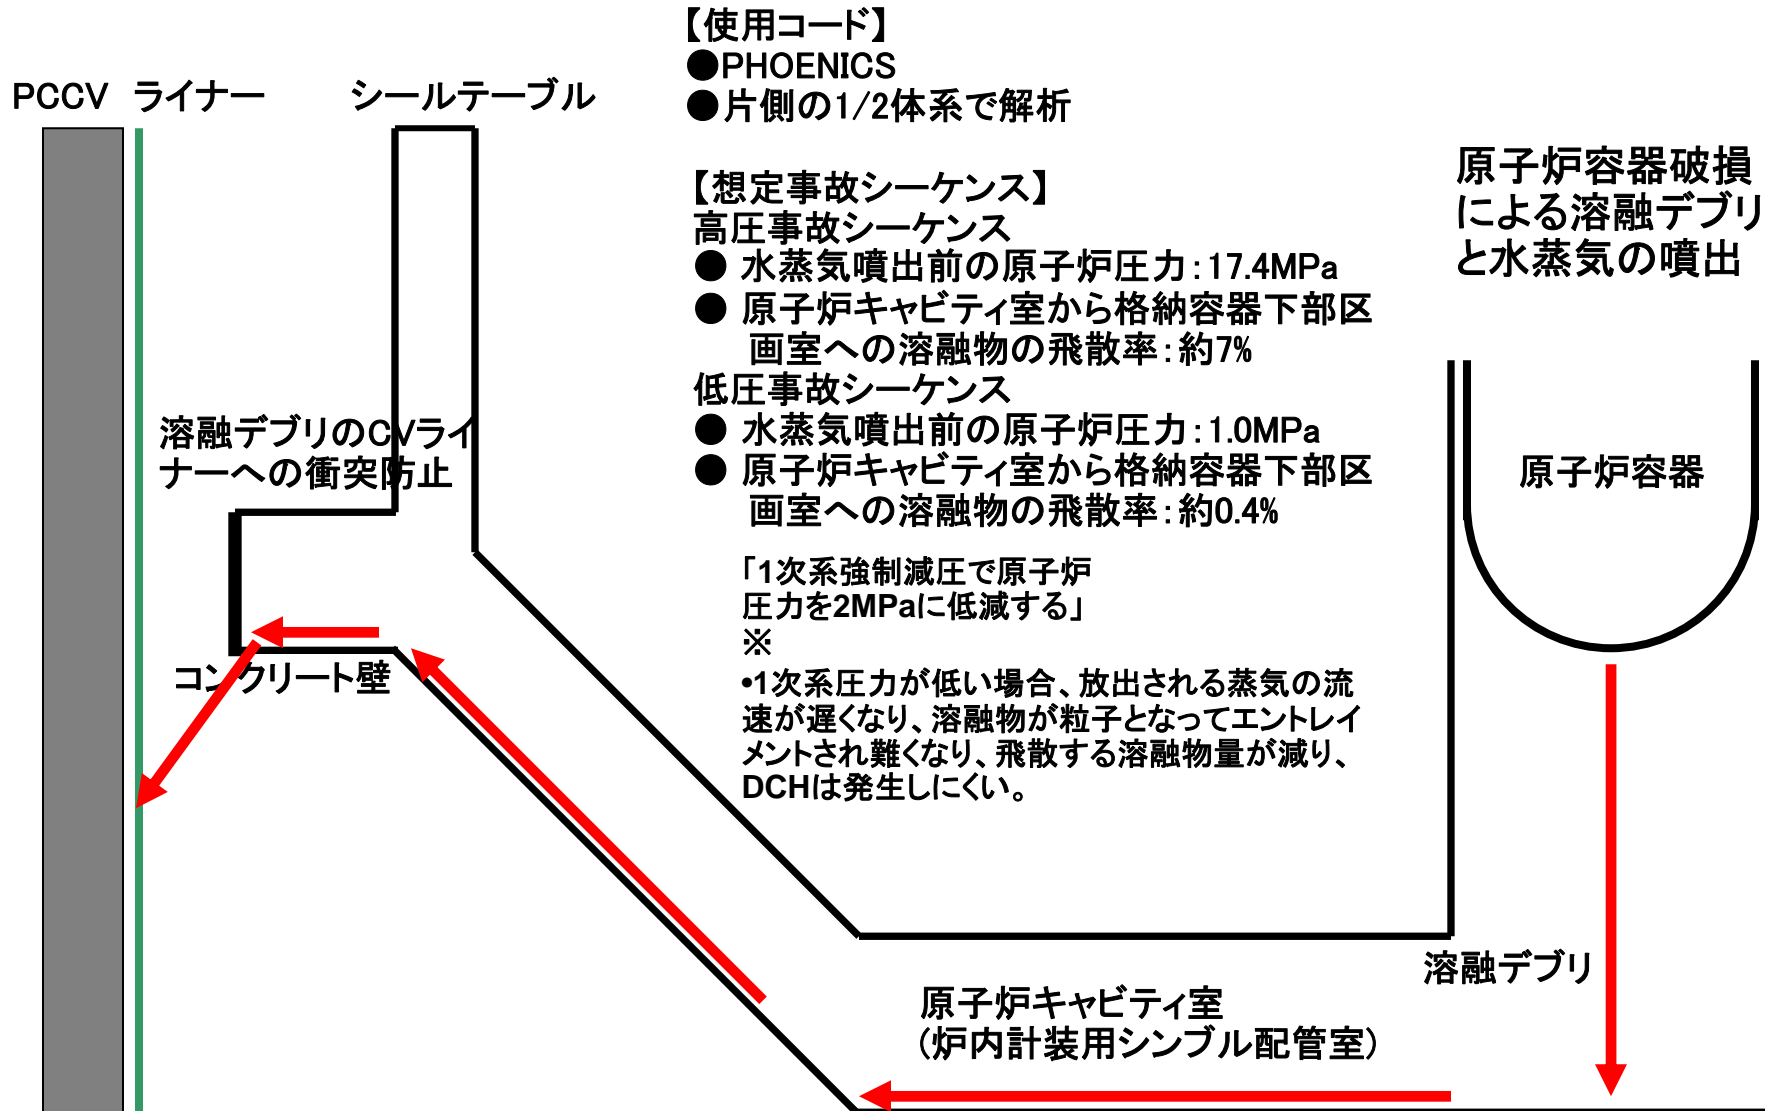 【使用コード】
●PHOENICS
●片側の1/2体系で解析
PCCV ライナー シールテーブル
【想定事故シーケンス】
高圧事故シーケンス
● 水蒸気噴出前の原子炉圧力：17.4MPa
● 原子炉キャビティ室から格納容器下部区
画室への溶融物の飛散率：約7%
低圧事故シーケンス
● 水蒸気噴出前の原子炉圧力：1.0MPa
● 原子炉キャビティ室から格納容器下部区
画室への溶融物の飛散率：約0.4%
原子炉容器破損
による溶融デブリ
と水蒸気の噴出
溶融デブリのCVライ
ナーへの衝突防止
原子炉容器
「1次系強制減圧で原子炉
圧力を2MPaに低減する」
※
•1次系圧力が低い場合、放出される蒸気の流
速が遅くなり、溶融物が粒子となってエントレイ
メントされ難くなり、飛散する溶融物量が減り、
DCHは発生しにくい。
コンクリート壁
溶融デブリ
原子炉キャビティ室
(炉内計装用シンブル配管室)